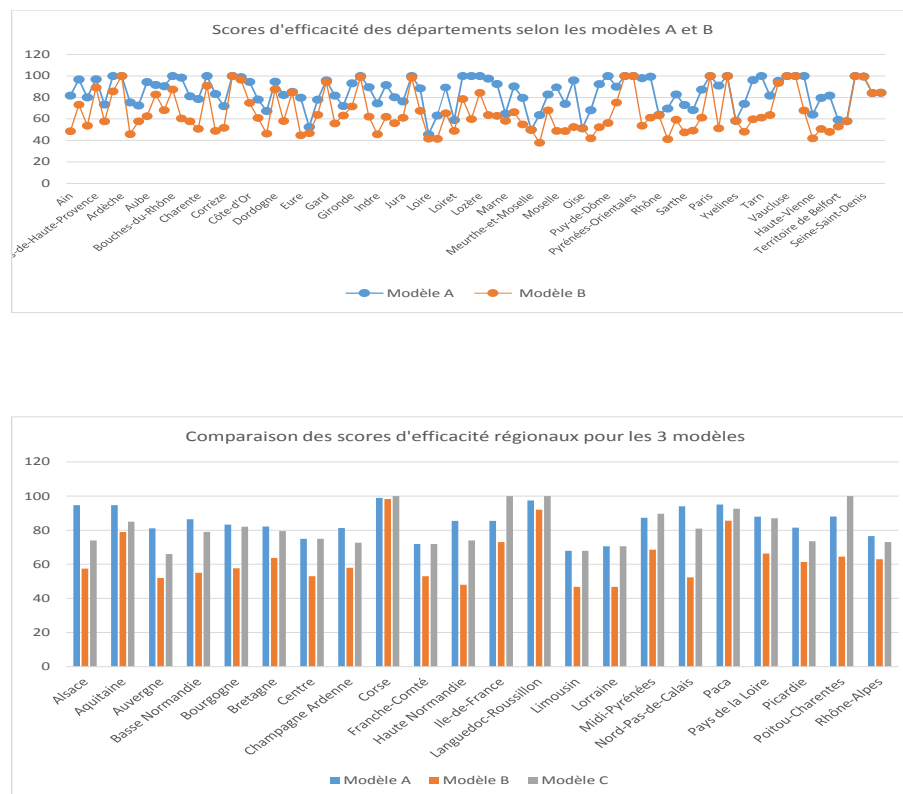 Scores d'efficacité des départements selon les modèles A et B
120
100
80
60
40
20
0
Ain
s-de-Haute-Provence
Ardèche
Aube
Bouches-du-Rhône
Charente
Corrèze
Côte-d'Or
Dordogne
Eure
Gard
Gironde
Indre
Jura
Loire
Loiret
Lozère
Marne
Meurthe-et-Moselle
Moselle
Oise
Puy-de-Dôme
Pyrénées-Orientales
Rhône
Sarthe
Paris
Yvelines
Tarn
Vaucluse
Haute-Vienne
Territoire de Belfort
Seine-Saint-Denis
Modèle A Modèle B
Comparaison des scores d'efficacité régionaux pour les 3 modèles
120
100
80
60
40
20
0
Alsace
Aquitaine
Auvergne
Basse Normandie
Bourgogne
Bretagne
Centre
Champagne Ardenne
Corse
Franche-Comté
Haute Normandie
Ile-de-France
Languedoc-Roussillon
Limousin
Lorraine
Midi-Pyrénées
Nord-Pas-de-Calais
Paca
Pays de la Loire
Picardie
Poitou-Charentes
Rhône-Alpes
Modèle A Modèle B Modèle C